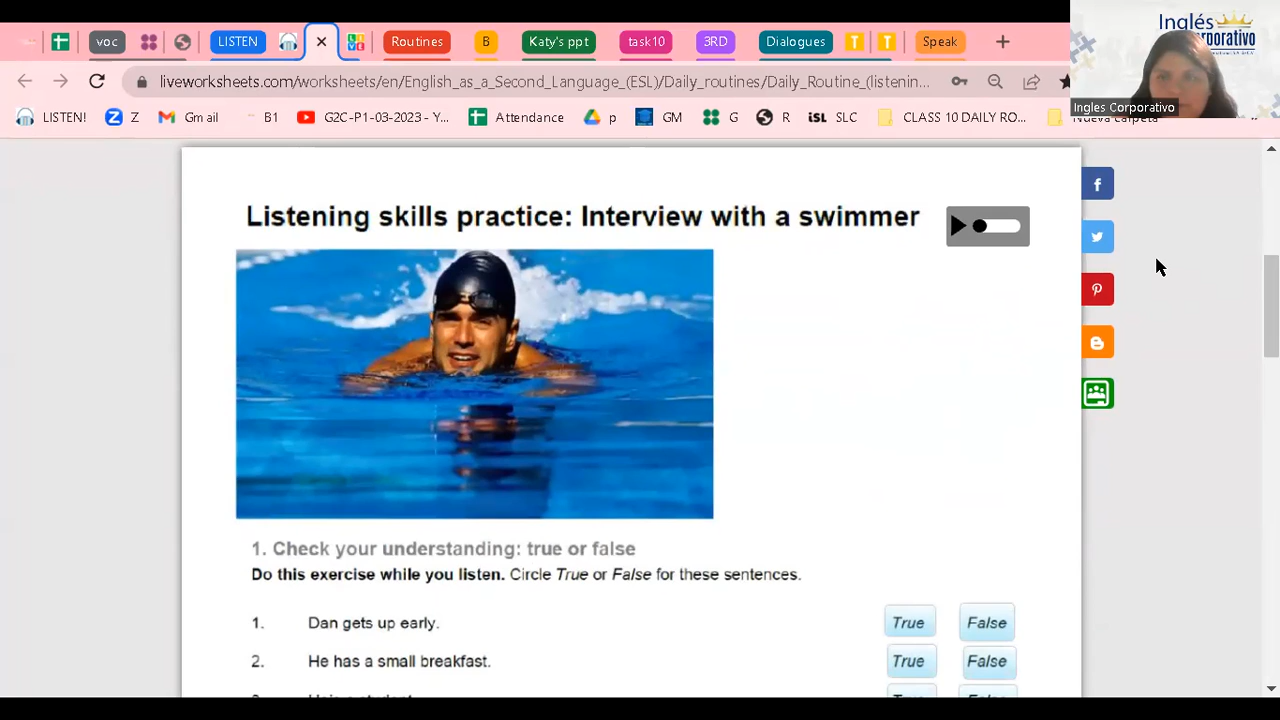 voc LISTEN Routines B Katy's ppt task10 3RD Dialogues T T Speak
liveworksheets.com/worksheets/en/English_as_a_Second_Language_(ESL)/Daily_routines/Daily_Routine_(listenin...
LISTEN! Z Gmail B1 G2C -11-03-2023 - Y... Attendance p GM G R iSL SLC CLASS 10 DAILY RO... Nueva carpeta »
Inglés
Ingles Corporativo
Listening skills practice: Interview with a swimmer
1. Check your understanding: true or false
Do this exercise while you listen. Circle True or False for these sentences.
1. Dan gets up early. True False
2. He has a small breakfast. True False